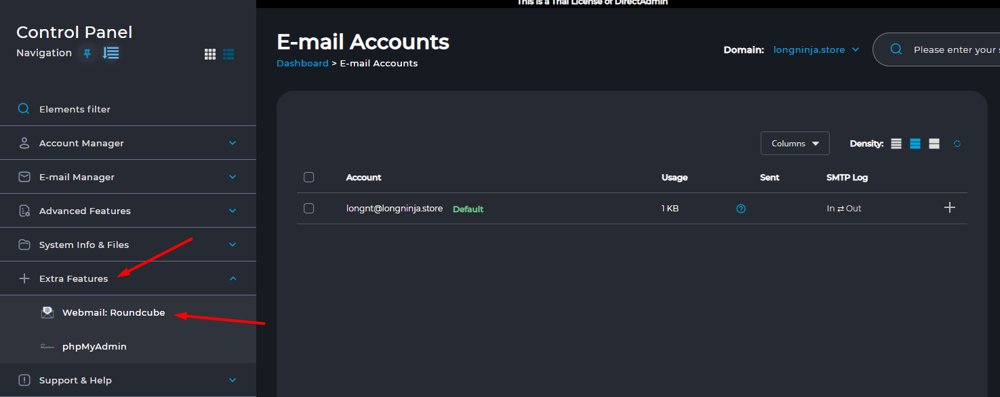 This is a Trial License of DirectAdmin
Control Panel
Navigation
Elements filter
Account Manager
E-mail Manager
Advanced Features
System Info & Files
Extra Features
Webmail: Roundcube
phpMyAdmin
Support & Help
E-mail Accounts
Dashboard > E-mail Accounts
Domain: longninja.store
Please enter your
Columns
Density:
Account Usage Sent SMTP Log
longnt@longninja.store Default 1 KB In ⇄ Out